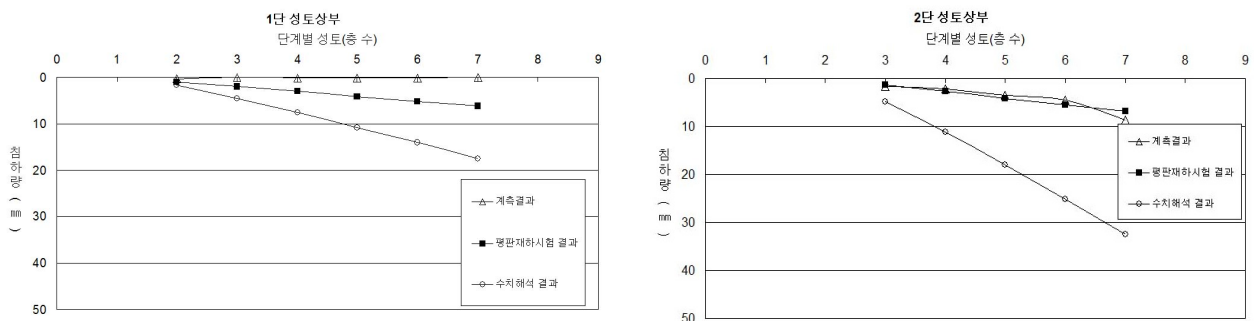 1단 성토상부
단계별 성토(층 수)
0 1 2 3 4 5 6 7 8 9
0
10
20
30
40
50
침하량(㎜)
계측결과
평판재하시험 결과
수치해석 결과
2단 성토상부
단계별 성토(층 수)
0 1 2 3 4 5 6 7 8 9
0
10
20
30
40
50
침하량(㎜)
계측결과
평판재하시험 결과
수치해석 결과